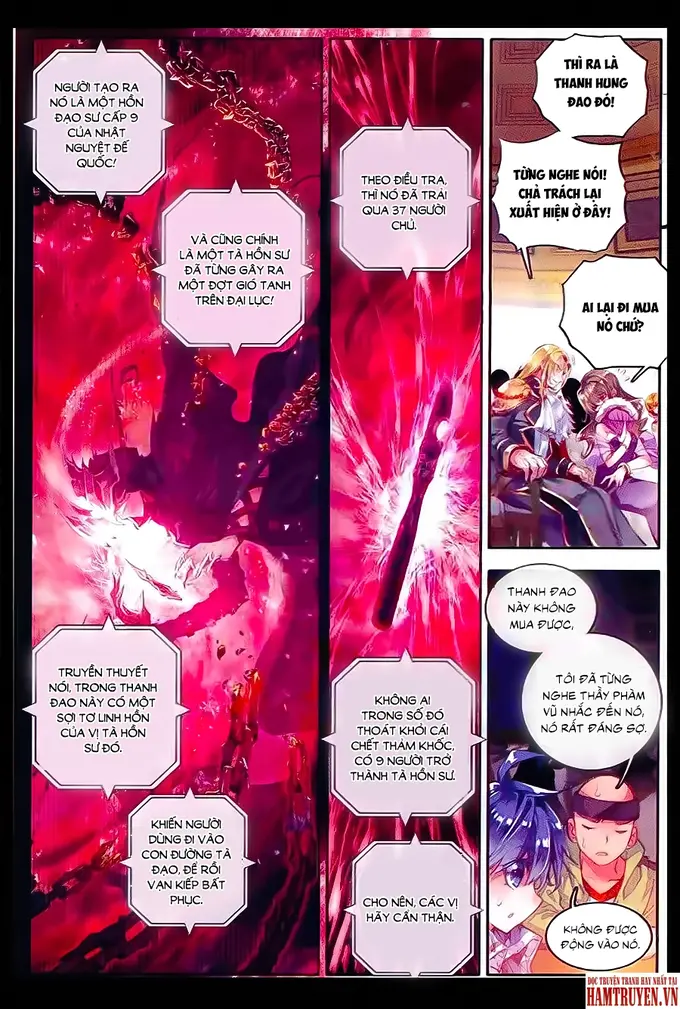 NGƯỜI TẠO RA
NÓ LÀ MỘT HỒN
ĐẠO SƯ CẤP 9
CỦA NHẬT
NGUYỆT ĐẾ
QUỐC!
VÀ CŨNG CHÍNH
LÀ MỘT TÀ HỒN SƯ
ĐÃ TỪNG GÂY RA
MỘT ĐỢT GIÓ TANH
TRÊN ĐẠI LỤC!
TRUYỀN THUYẾT
NÓI, TRONG THANH
ĐAO NÀY CÓ MỘT
SỢI TƠ LINH HỒN
CỦA VỊ TÀ HỒN
SƯ ĐÓ.
KHIẾN NGƯỜI
DÙNG ĐI VÀO
CON ĐƯỜNG TÀ
ĐẠO, ĐỂ RỒI
VẠN KIẾP BẤT
PHỤC.
THEO ĐIỀU TRA,
THÌ NÓ ĐÃ TRẢI
QUA 37 NGƯỜI
CHỦ.
KHÔNG AI
TRONG SỐ ĐÓ
THOÁT KHỎI CÁI
CHẾT THẢM KHỐC,
CÓ 9 NGƯỜI TRỞ
THÀNH TÀ HỒN SƯ.
CHO NÊN, CÁC VỊ
HÃY CẨN THẬN.
THÌ RA LÀ
THANH HUNG
ĐAO ĐÓ!
TỪNG NGHE NÓI!
CHẢ TRÁCH LẠI
XUẤT HIỆN Ở ĐÂY!
AI LẠI ĐI MUA
NÓ CHỨ?
THANH ĐAO
NÀY KHÔNG
MUA ĐƯỢC,
TÔI ĐÃ TỪNG
NGHE THẦY PHÀM
VŨ NHẮC ĐẾN NÓ,
NÓ RẤT ĐÁNG SỢ.
KHÔNG ĐƯỢC
ĐỘNG VÀO NÓ.
ĐỌC TRUYỆN TRANH HAY NHẤT TẠI
HAMTRUYEN.VN